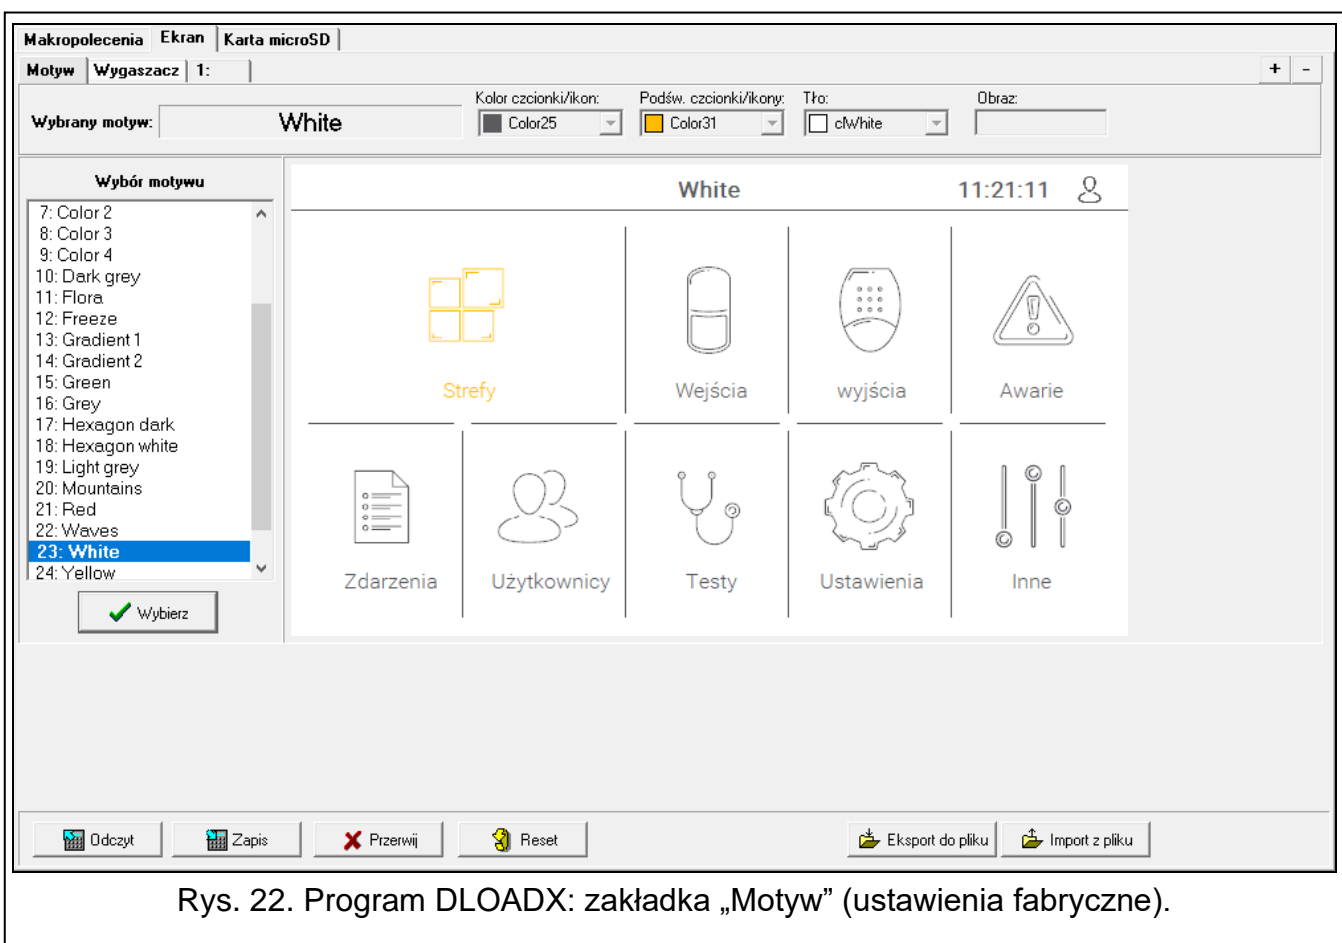 Makropolecenia Ekran Karta microSD
Motyw Wygaszacz 1: + -
Kolor czcionki/ikon: Podśw. czcionki/ikony: Tło: Obraz:
Wybrany motyw: White Color25 Color31 clWhite
Wybór motywu
White 11:21:11
7: Color 2
8: Color 3
9: Color 4
10: Dark grey
11: Flora
12: Freeze
13: Gradient 1
14: Gradient 2
15: Green
16: Grey
17: Hexagon dark
18: Hexagon white
19: Light grey
20: Mountains
21: Red
22: Waves
23: White
24: Yellow
Wybierz
Strefy Wejścia wyjścia Awarie
Zdarzenia Użytkownicy Testy Ustawienia Inne
Odczyt Zapis Przerwij Reset Eksport do pliku Import z pliku
Rys. 22. Program DLOADX: zakładka „Motyw” (ustawienia fabryczne).